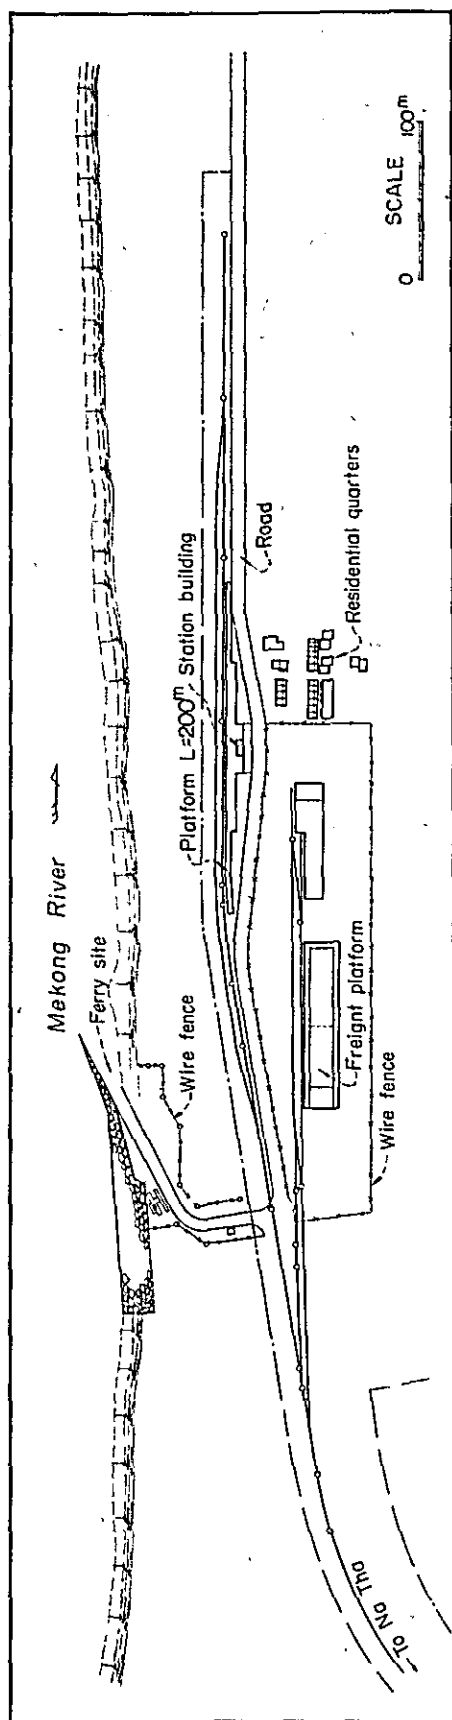 Mekong River
Ferry site
Wire fence
Platform L=200m
Station building
Road
Residential quarters
Freignt platform
Wire fence
To Na Tha
SCALE
0 100m